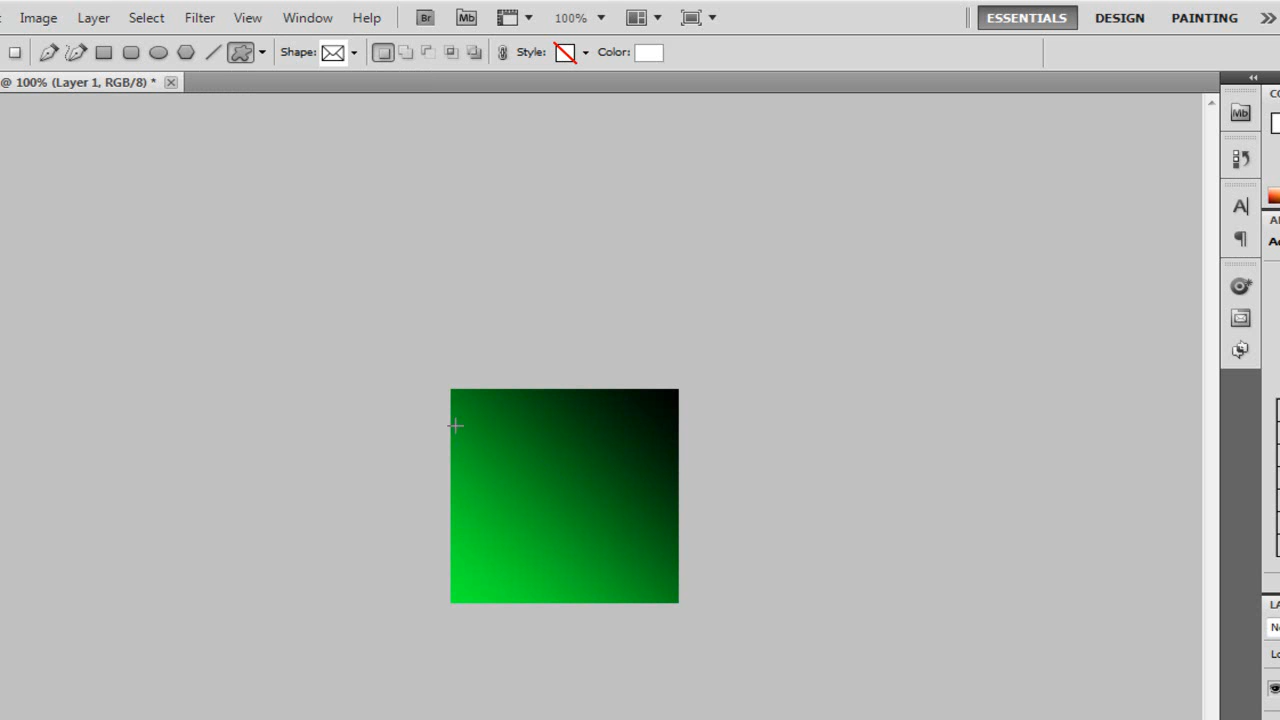 Image Layer Select Filter View Window Help Br Mb 100% ESSENTIALS DESIGN PAINTING
Shape: Style: Color:
@ 100% (Layer 1, RGB/8) *
Mb
A
¶